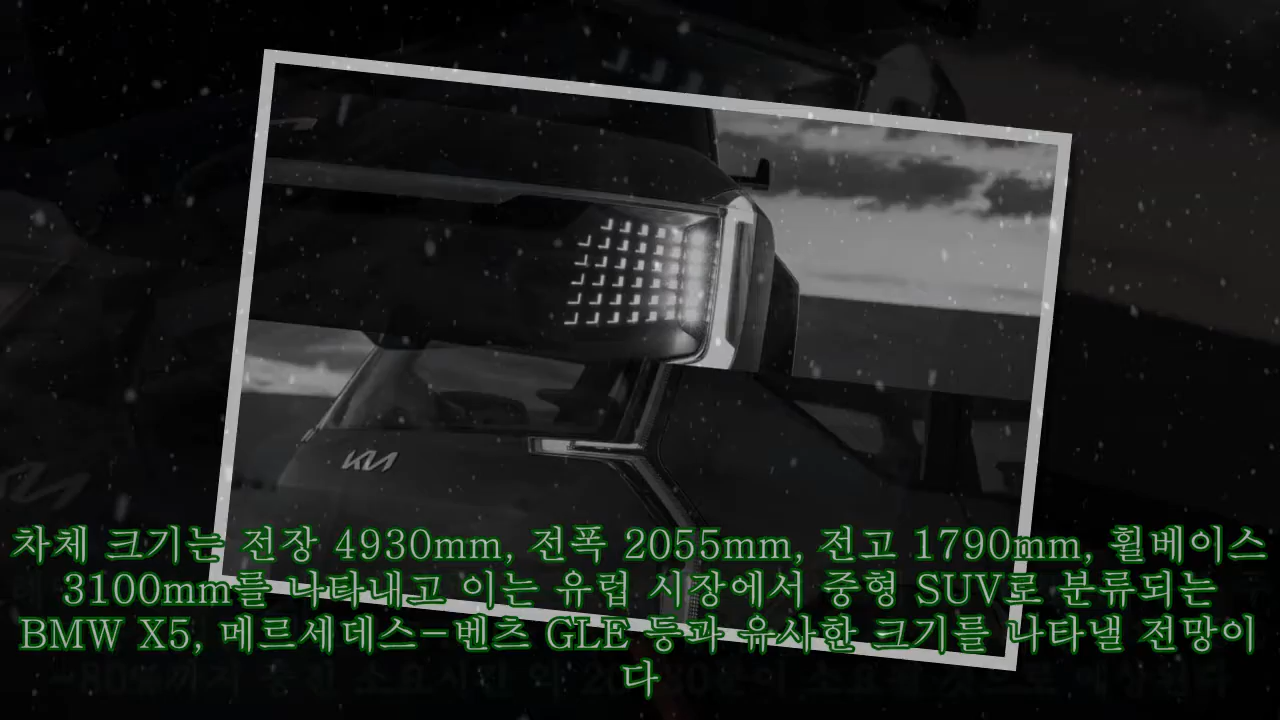 KIA
차체 크기는 전장 4930mm, 전폭 2055mm, 전고 1790mm, 휠베이스
3100mm를 나타내고 이는 유럽 시장에서 중형 SUV로 분류되는
BMW X5, 메르세데스-벤츠 GLE 등과 유사한 크기를 나타낼 전망이
다